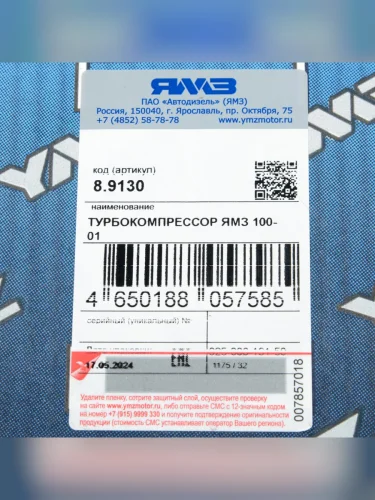 ЯМЗ
ПАО «Автодизель» (ЯМЗ)
Россия, 150040, г. Ярославль, пр. Октября, 75
+7 (4852) 58-78-78 www.ymzmotor.ru
код (артикул)
8.9130
наименование
ТУРБОКОМПРЕССОР ЯМЗ 100-
01
4 650188 057585
серийный (уникальный) №
17.05.2024 EAC 1175 / 32
007857018
Удалите пленку, сотрите защитный слой, осуществите проверку
на сайте www.ymzmotor.ru, либо отправьте СМС с 12-значным кодом
на номер +7 (915) 9999 330 и получите подтверждение оригинальности
продукции (стоимость СМС устанавливает оператор (Вашего региона)